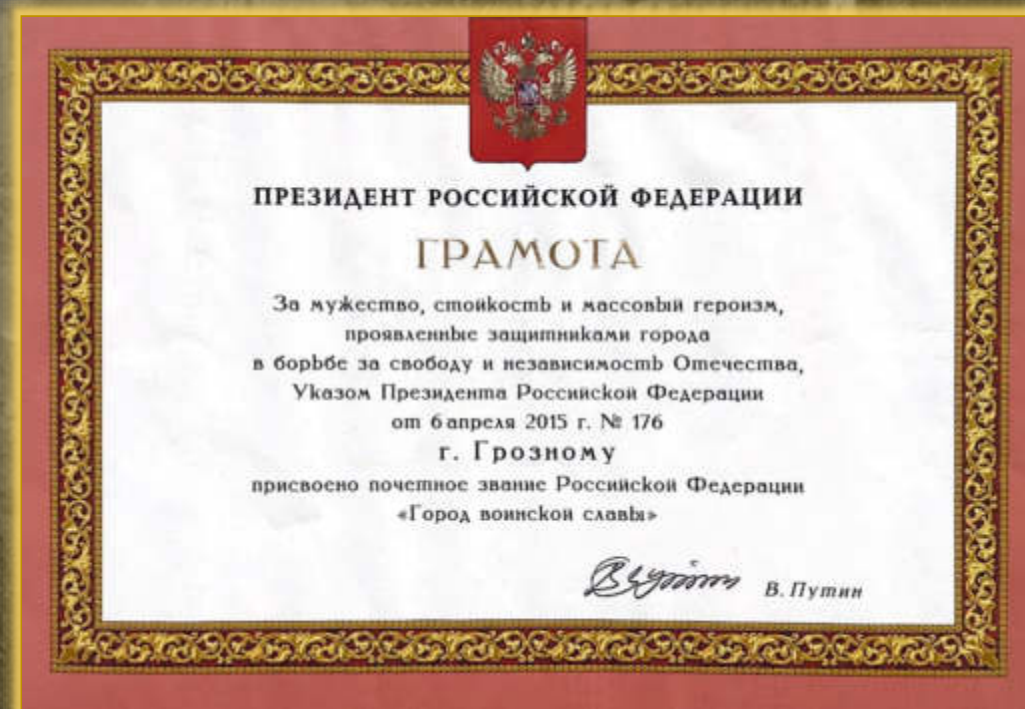 ПРЕЗИДЕНТ РОССИЙСКОЙ ФЕДЕРАЦИИ
ГРАМОТА
За мужество, стойкость и массовый героизм,
проявленные защитниками города
в борьбе за свободу и независимость Отечества,
Указом Президента Российской Федерации
от 6 апреля 2015 г. № 176
г. Грозному
присвоено почетное звание Российской Федерации
«Город воинской славы»
В. Путин